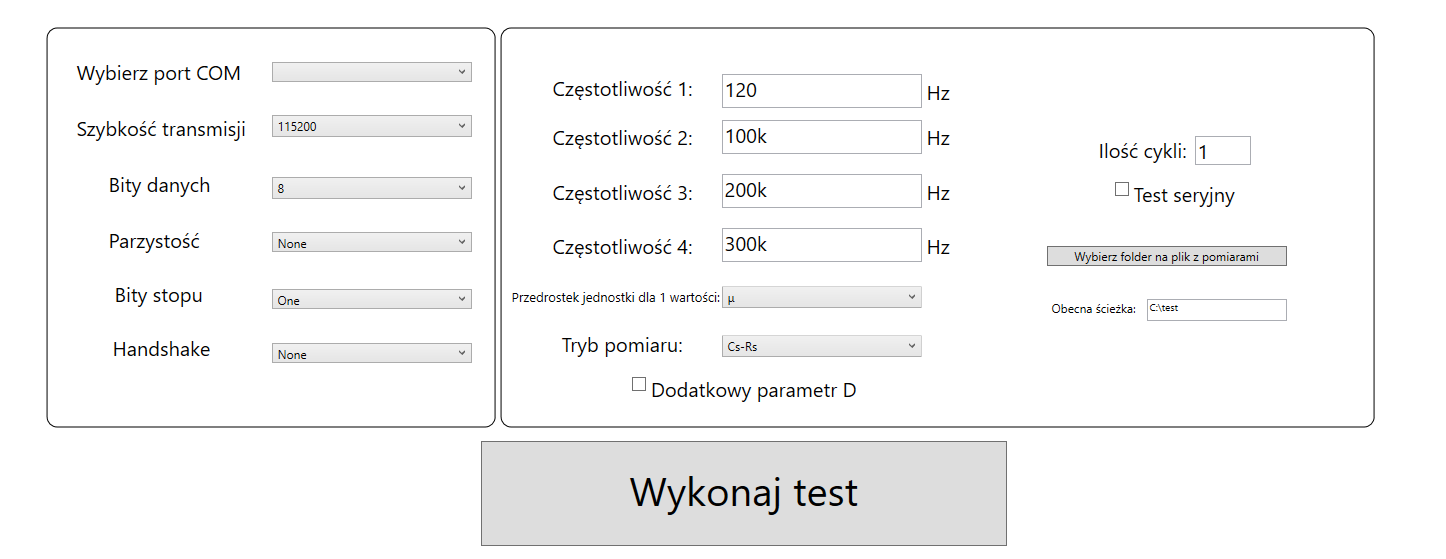 Wybierz port COM
Szybkość transmisji 115200
Bity danych 8
Parzystość None
Bity stopu One
Handshake None
Częstotliwość 1: 120 Hz
Częstotliwość 2: 100k Hz
Częstotliwość 3: 200k Hz
Częstotliwość 4: 300k Hz
Przedrostek jednostki dla 1 wartości: µ
Tryb pomiaru: Cs-Rs
Dodatkowy parametr D
Ilość cykli: 1
Test seryjny
Wybierz folder na plik z pomiarami
Obecna ścieżka: C:\test
Wykonaj test